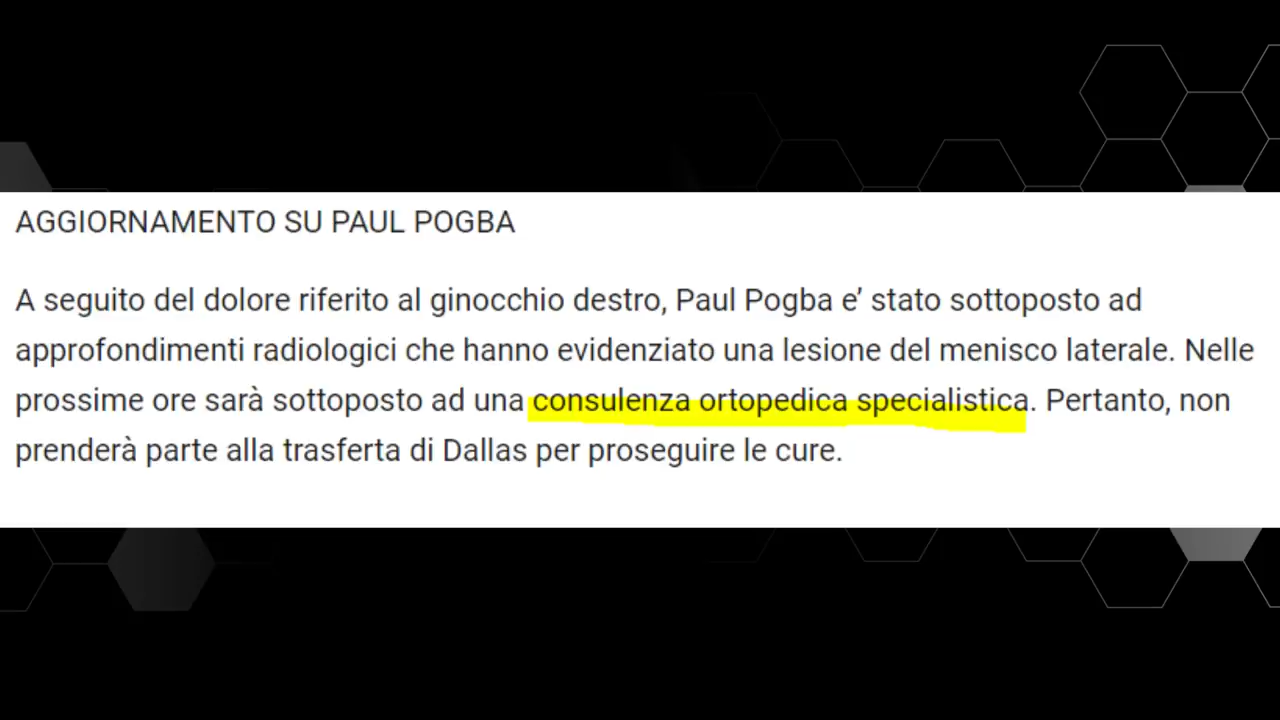 AGGIORNAMENTO SU PAUL POGBA
A seguito del dolore riferito al ginocchio destro, Paul Pogba e’ stato sottoposto ad
approfondimenti radiologici che hanno evidenziato una lesione del menisco laterale. Nelle
prossime ore sarà sottoposto ad una consulenza ortopedica specialistica. Pertanto, non
prenderà parte alla trasferta di Dallas per proseguire le cure.